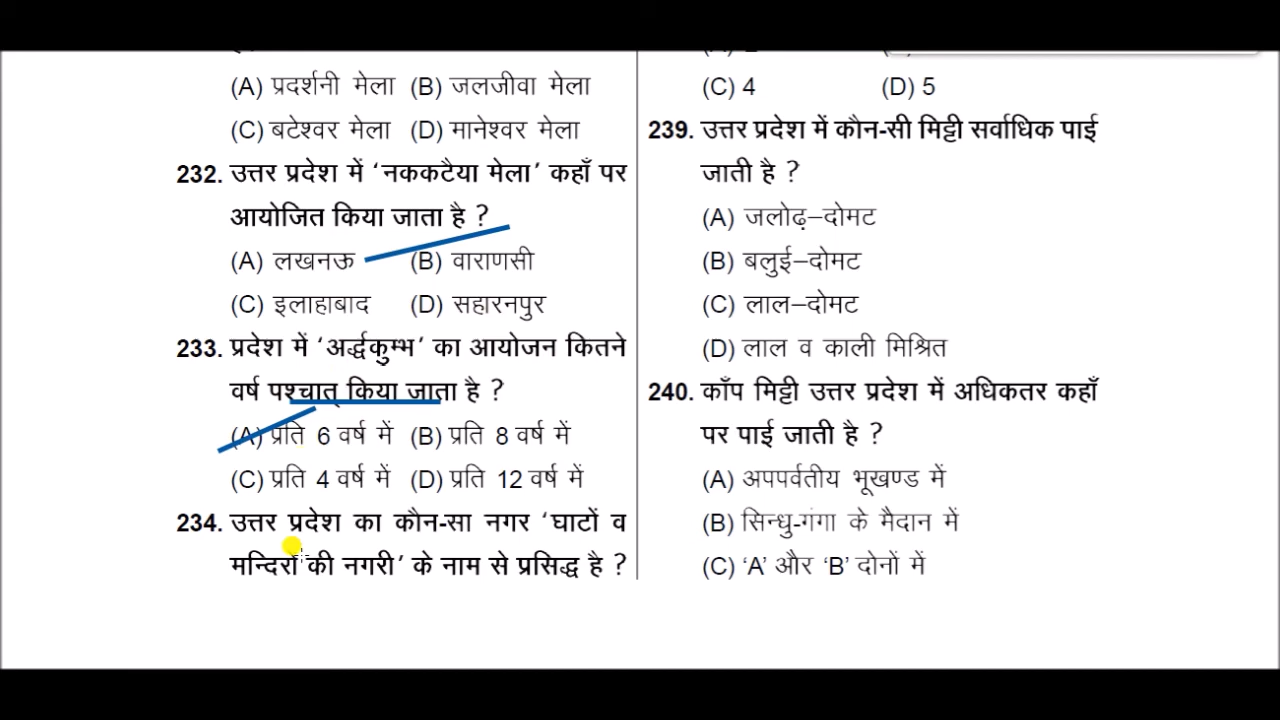 (A) प्रदर्शनी मेला (B) जलजीवा मेला
(C) बटेश्वर मेला (D) मानेश्वर मेला
232. उत्तर प्रदेश में ‘नककटैया मेला’ कहाँ पर
आयोजित किया जाता है ?
(A) लखनऊ (B) वाराणसी
(C) इलाहाबाद (D) सहारनपुर
233. प्रदेश में ‘अर्द्धकुम्भ’ का आयोजन कितने
वर्ष पश्चात् किया जाता है ?
(A) प्रति 6 वर्ष में (B) प्रति 8 वर्ष में
(C) प्रति 4 वर्ष में (D) प्रति 12 वर्ष में
234. उत्तर प्रदेश का कौन-सा नगर ‘घाटों व
मन्दिरों की नगरी’ के नाम से प्रसिद्ध है ?
(C) 4 (D) 5
239. उत्तर प्रदेश में कौन-सी मिट्टी सर्वाधिक पाई
जाती है ?
(A) जलोढ़–दोमट
(B) बलुई–दोमट
(C) लाल–दोमट
(D) लाल व काली मिश्रित
240. काँप मिट्टी उत्तर प्रदेश में अधिकतर कहाँ
पर पाई जाती है ?
(A) अपपर्वतीय भूखण्ड में
(B) सिन्धु-गंगा के मैदान में
(C) ‘A’ और ‘B’ दोनों में